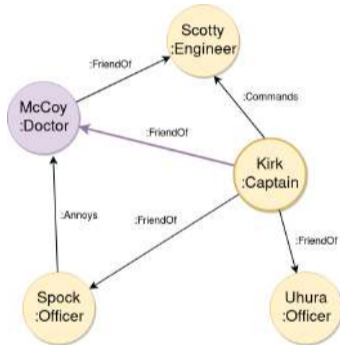 Scotty
:Engineer
:FriendOf
McCoy
:Doctor
:Commands
:FriendOf
Kirk
:Captain
:Annoys
:FriendOf
:FriendOf
Spock
:Officer
Uhura
:Officer